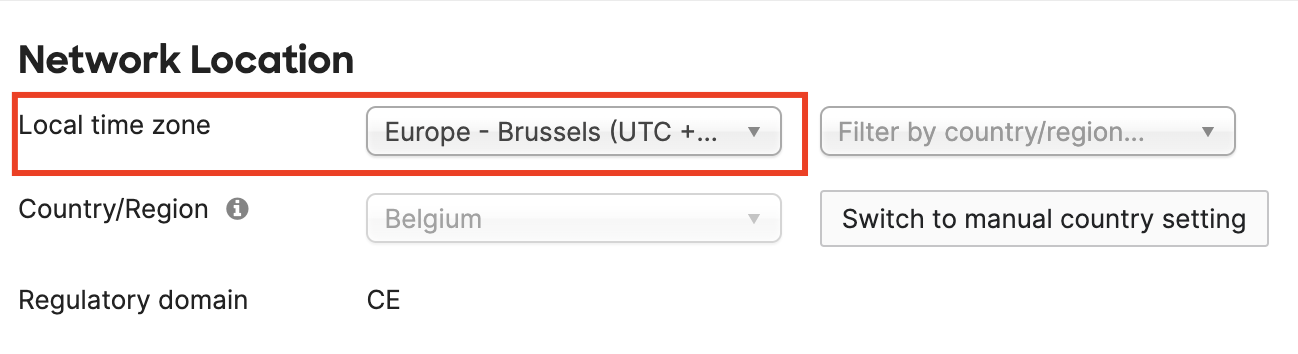 Network Location
Local time zone Europe - Brussels (UTC +... Filter by country/region...
Country/Region Belgium Switch to manual country setting
Regulatory domain CE